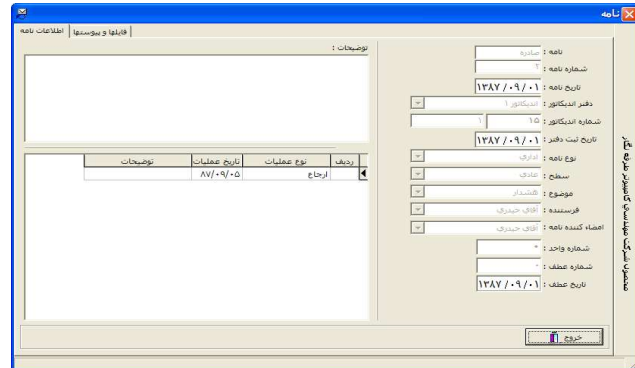 نامه
اطلاعات نامه
فایلها و پیوستها
نامه : صادره
شماره نامه : ۲
تاریخ نامه : ۱۳۸۷/۰۹/۰۱
دفتر اندیکاتور : اندیکاتور ۱
شماره اندیکاتور : ۱۵ ۱
تاریخ ثبت دفتر : ۱۳۸۷/۰۹/۰۱
نوع نامه : اداری
سطح : عادی
موضوع : هشدار
فرستنده : آقای حیدری
امضاء کننده نامه : آقای حیدری
شماره واحد : ۰
شماره عطف : ۰
تاریخ عطف : ۱۳۸۷/۰۹/۰۱
توضیحات :
ردیف نوع عملیات تاریخ عملیات توضیحات
ارجاع ۸۷/۰۹/۰۵
خروج
محصول شرکت مهندسی کامپیوتر طرفه نگار